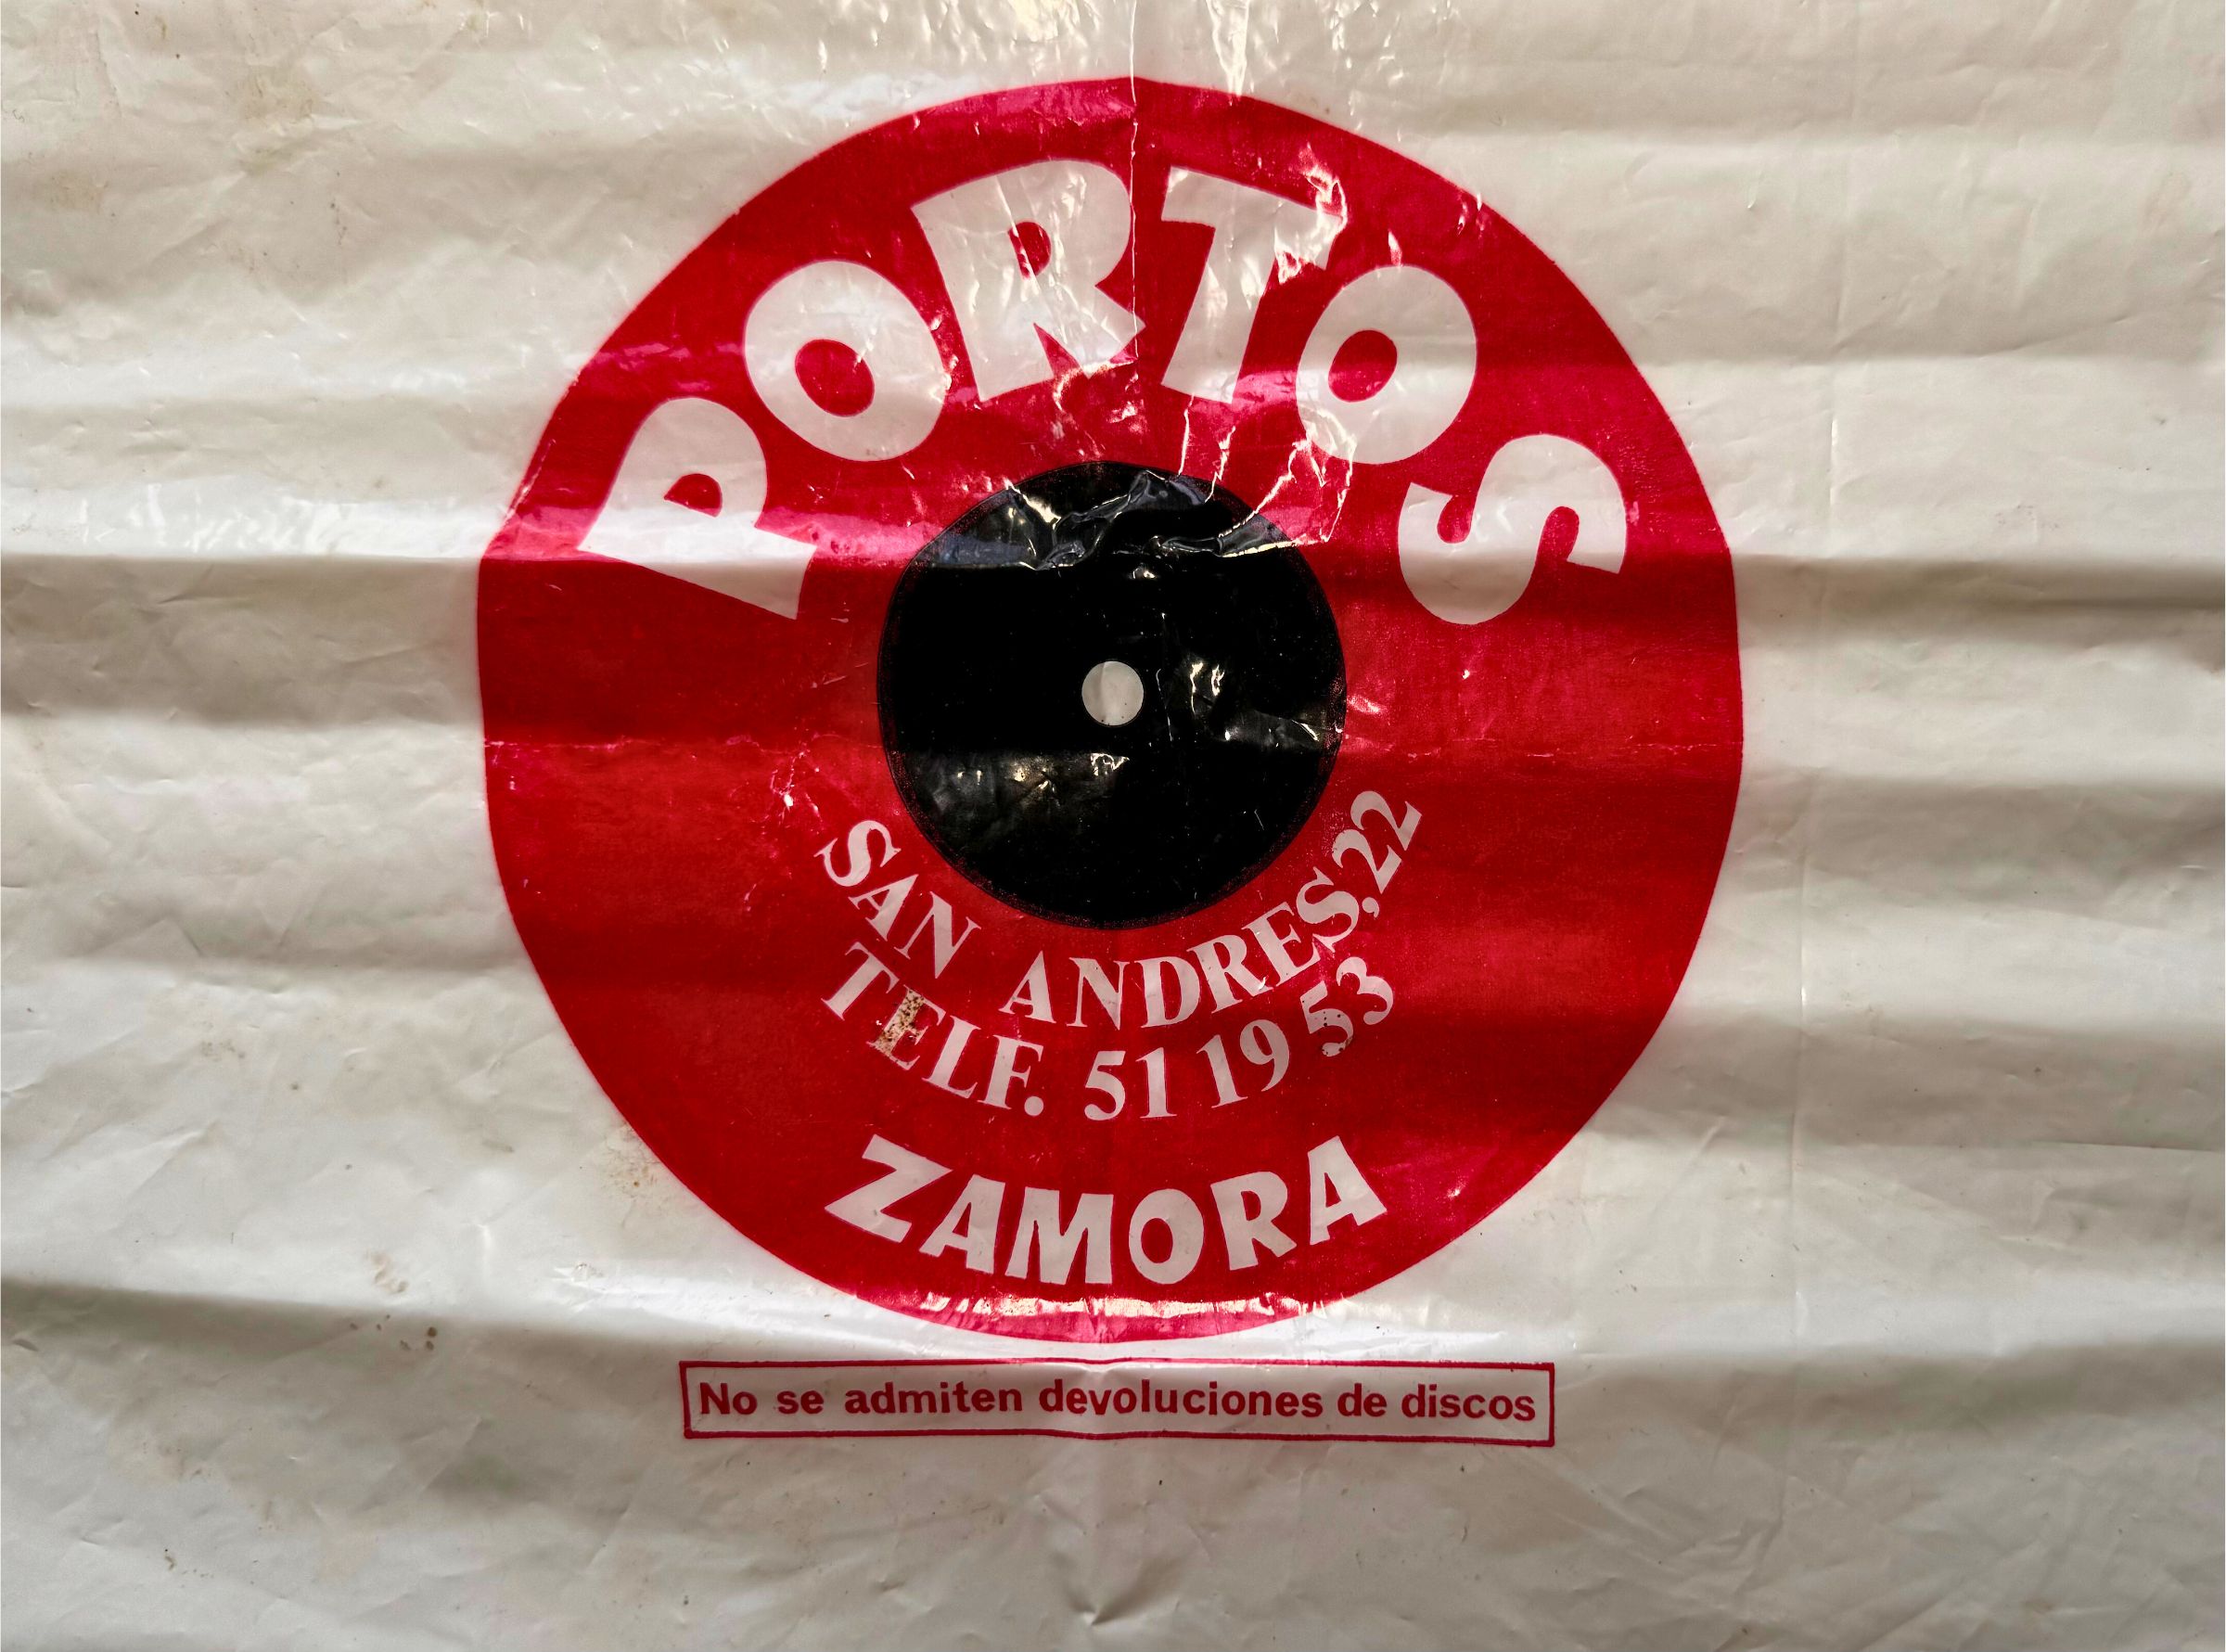 PORTOS
SAN ANDRES,22
TELF. 51 19 53
ZAMORA
No se admiten devoluciones de discos